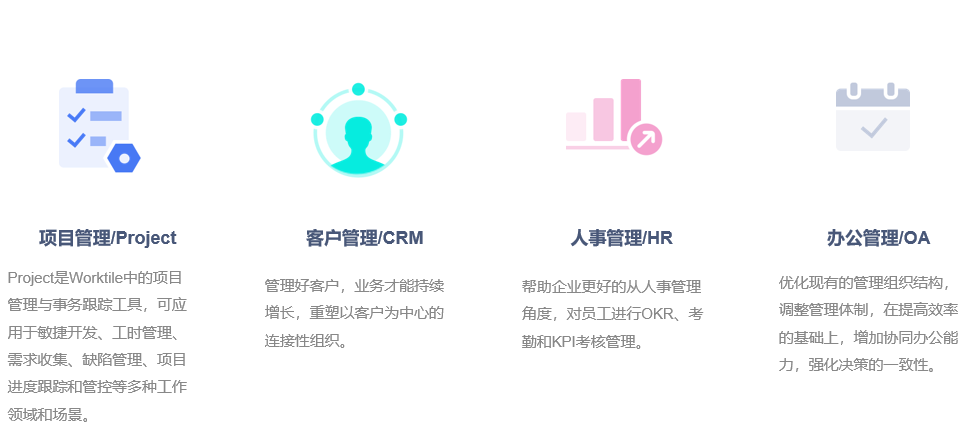 项目管理/Project
Project是Worktile中的项目
管理与事务跟踪工具，可应
用于敏捷开发、工时管理、
需求收集、缺陷管理、项目
进度跟踪和管控等多种工作
领域和场景。
客户管理/CRM
管理好客户，业务才能持续
增长，重塑以客户为中心的
连接性组织。
人事管理/HR
帮助企业更好的从人事管理
角度，对员工进行OKR、考
勤和KPI考核管理。
办公管理/OA
优化现有的管理组织结构，
调整管理体制，在提高效率
的基础上，增加协同办公能
力，强化决策的一致性。